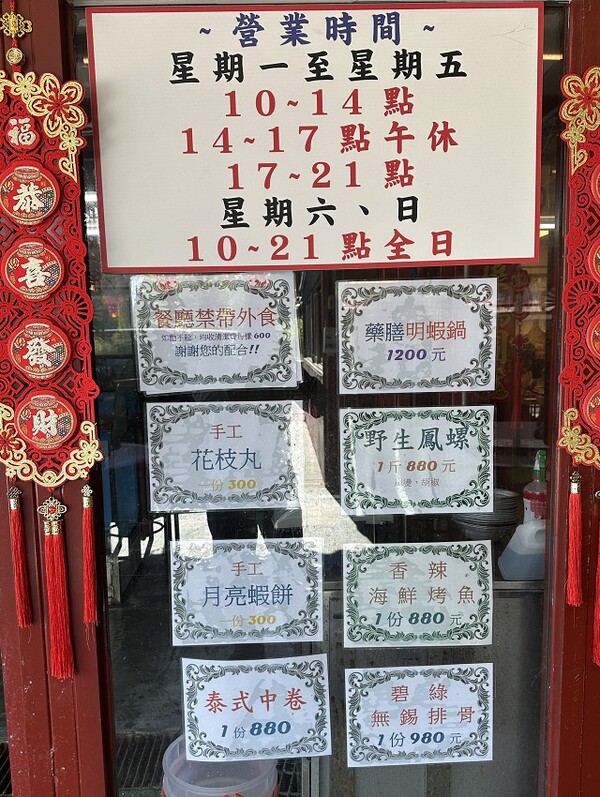 ~營業時間~
星期一至星期五
10~14點
14~17點午休
17~21點
星期六、日
10~21點全日
福
恭
喜
發
財
餐廳禁帶外食
600
謝謝您的配合!!
藥膳明蝦鍋
1200元
手工
花枝丸
一份300
野生鳳螺
1斤880元
胡椒
手工
月亮蝦餅
一份300
香辣
海鮮烤魚
1份880元
泰式中卷
1份880
碧綠
無錫排骨
1份980元